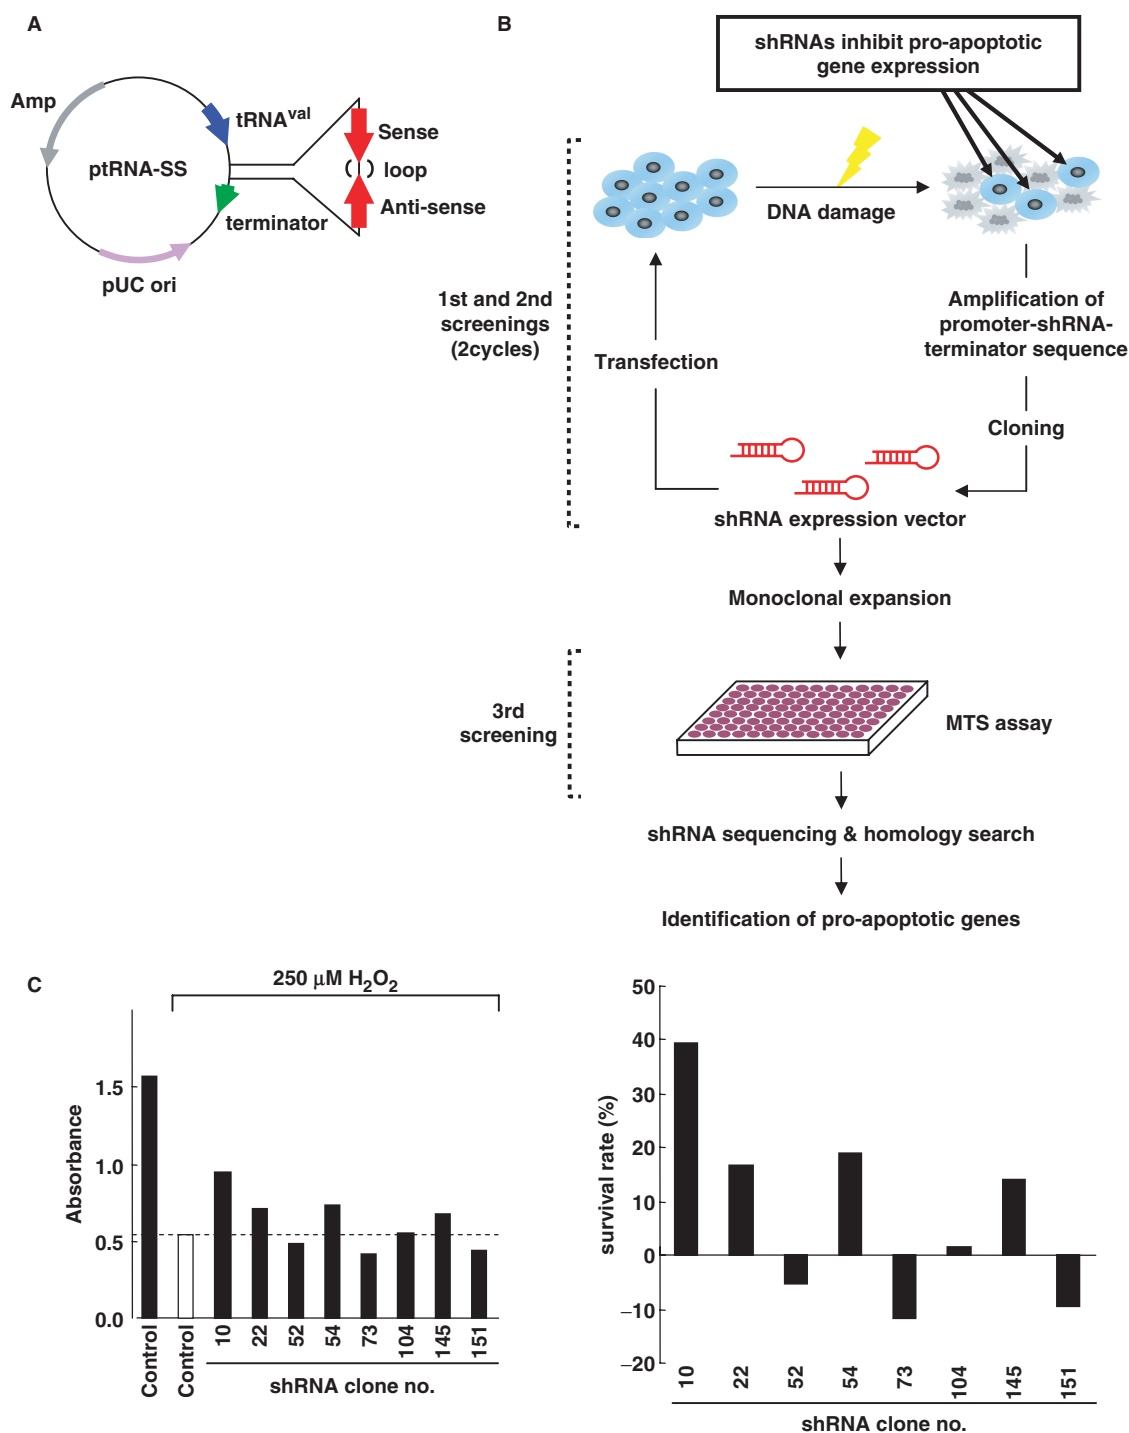 A
Amp
tRNAval
ptRNA-SS
Sense
loop
Anti-sense
terminator
pUC ori
B
shRNAs inhibit pro-apoptotic
gene expression
DNA damage
1st and 2nd
screenings
(2cycles)
Transfection
Amplification of
promoter-shRNA-
terminator sequence
Cloning
shRNA expression vector
Monoclonal expansion
3rd
screening
MTS assay
shRNA sequencing & homology search
Identification of pro-apoptotic genes
C
250 μM H2O2
Absorbance
1.5
1.0
0.5
0.0
Control
Control
10
22
52
54
73
104
145
151
shRNA clone no.
survival rate (%)
50
40
30
20
10
0
−10
−20
10
22
52
54
73
104
145
151
shRNA clone no.